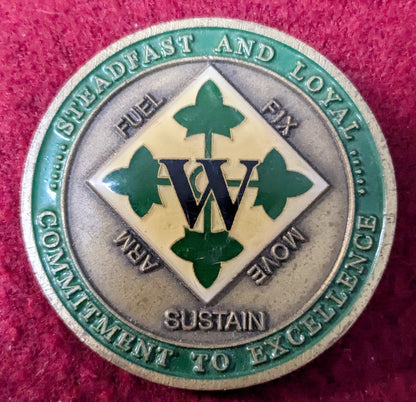 ..... STEADFAST AND LOYAL .....
FUEL
FIX
W
ARM
MOVE
SUSTAIN
COMMITMENT TO EXCELLENCE